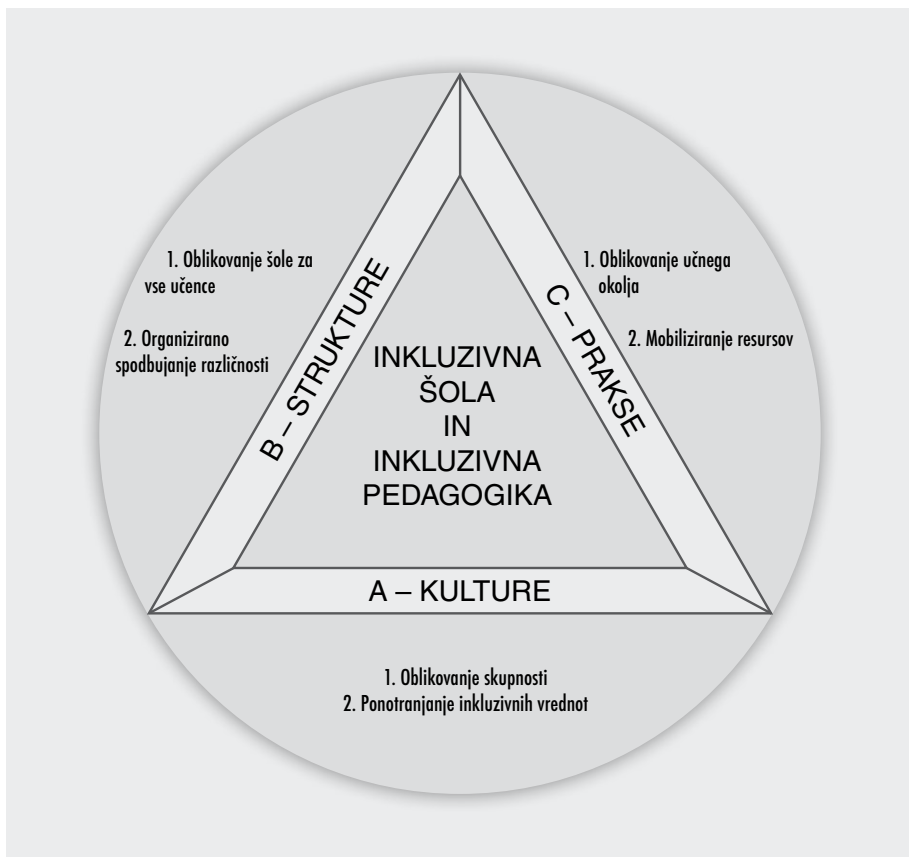 1. Oblikovanje šole za
vse učence
2. Organizirano
spodbujanje različnosti
B – STRUKTURE
INKLUZIVNA
ŠOLA
IN
INKLUZIVNA
PEDAGOGIKA
C – PRAKSE
1. Oblikovanje učnega
okolja
2. Mobiliziranje resursov
A – KULTURE
1. Oblikovanje skupnosti
2. Ponotranjanje inkluzivnih vrednot